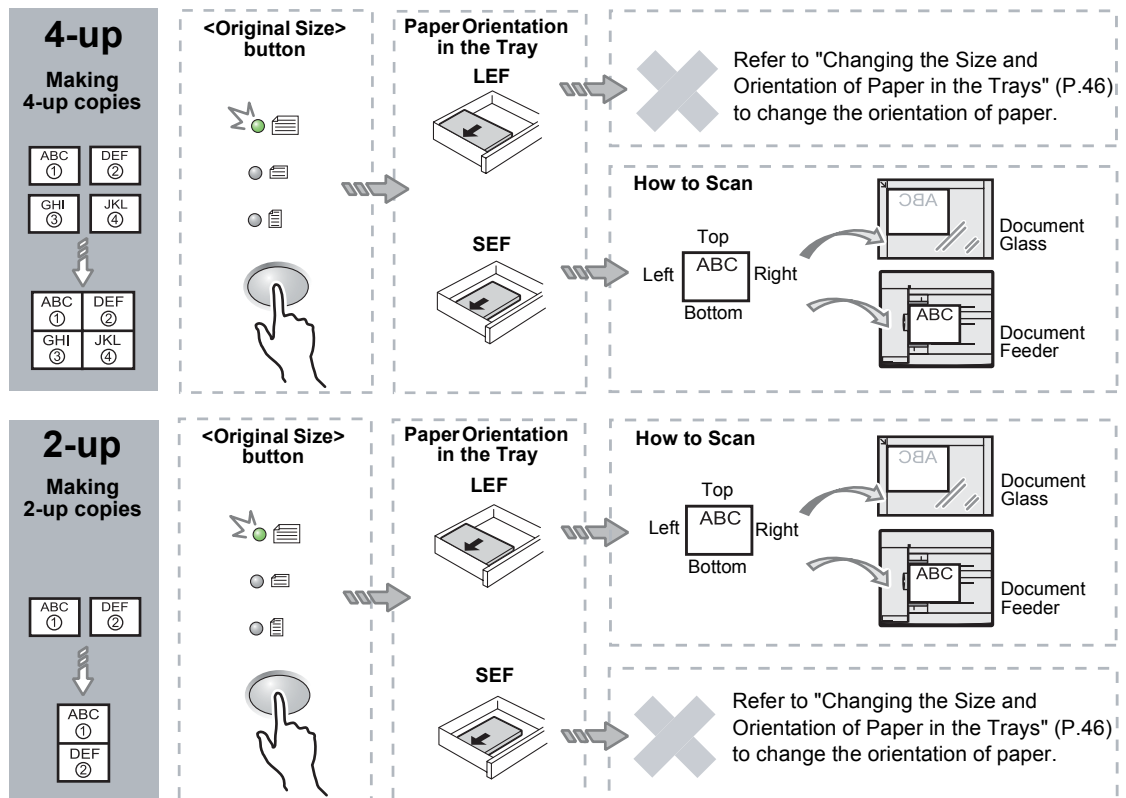 4-up
Making
4-up copies
ABC
①
DEF
②
GHI
③
JKL
④
ABC
①
DEF
②
GHI
③
JKL
④
<Original Size>
button
Paper Orientation
in the Tray
LEF
SEF
Refer to "Changing the Size and
Orientation of Paper in the Trays" (P.46)
to change the orientation of paper.
How to Scan
Top
Left
ABC
Right
Bottom
ABC
Document
Glass
ABC
Document
Feeder
2-up
Making
2-up copies
ABC
①
DEF
②
ABC
①
DEF
②
<Original Size>
button
Paper Orientation
in the Tray
LEF
SEF
How to Scan
Top
Left
ABC
Right
Bottom
ABC
Document
Glass
ABC
Document
Feeder
Refer to "Changing the Size and
Orientation of Paper in the Trays" (P.46)
to change the orientation of paper.